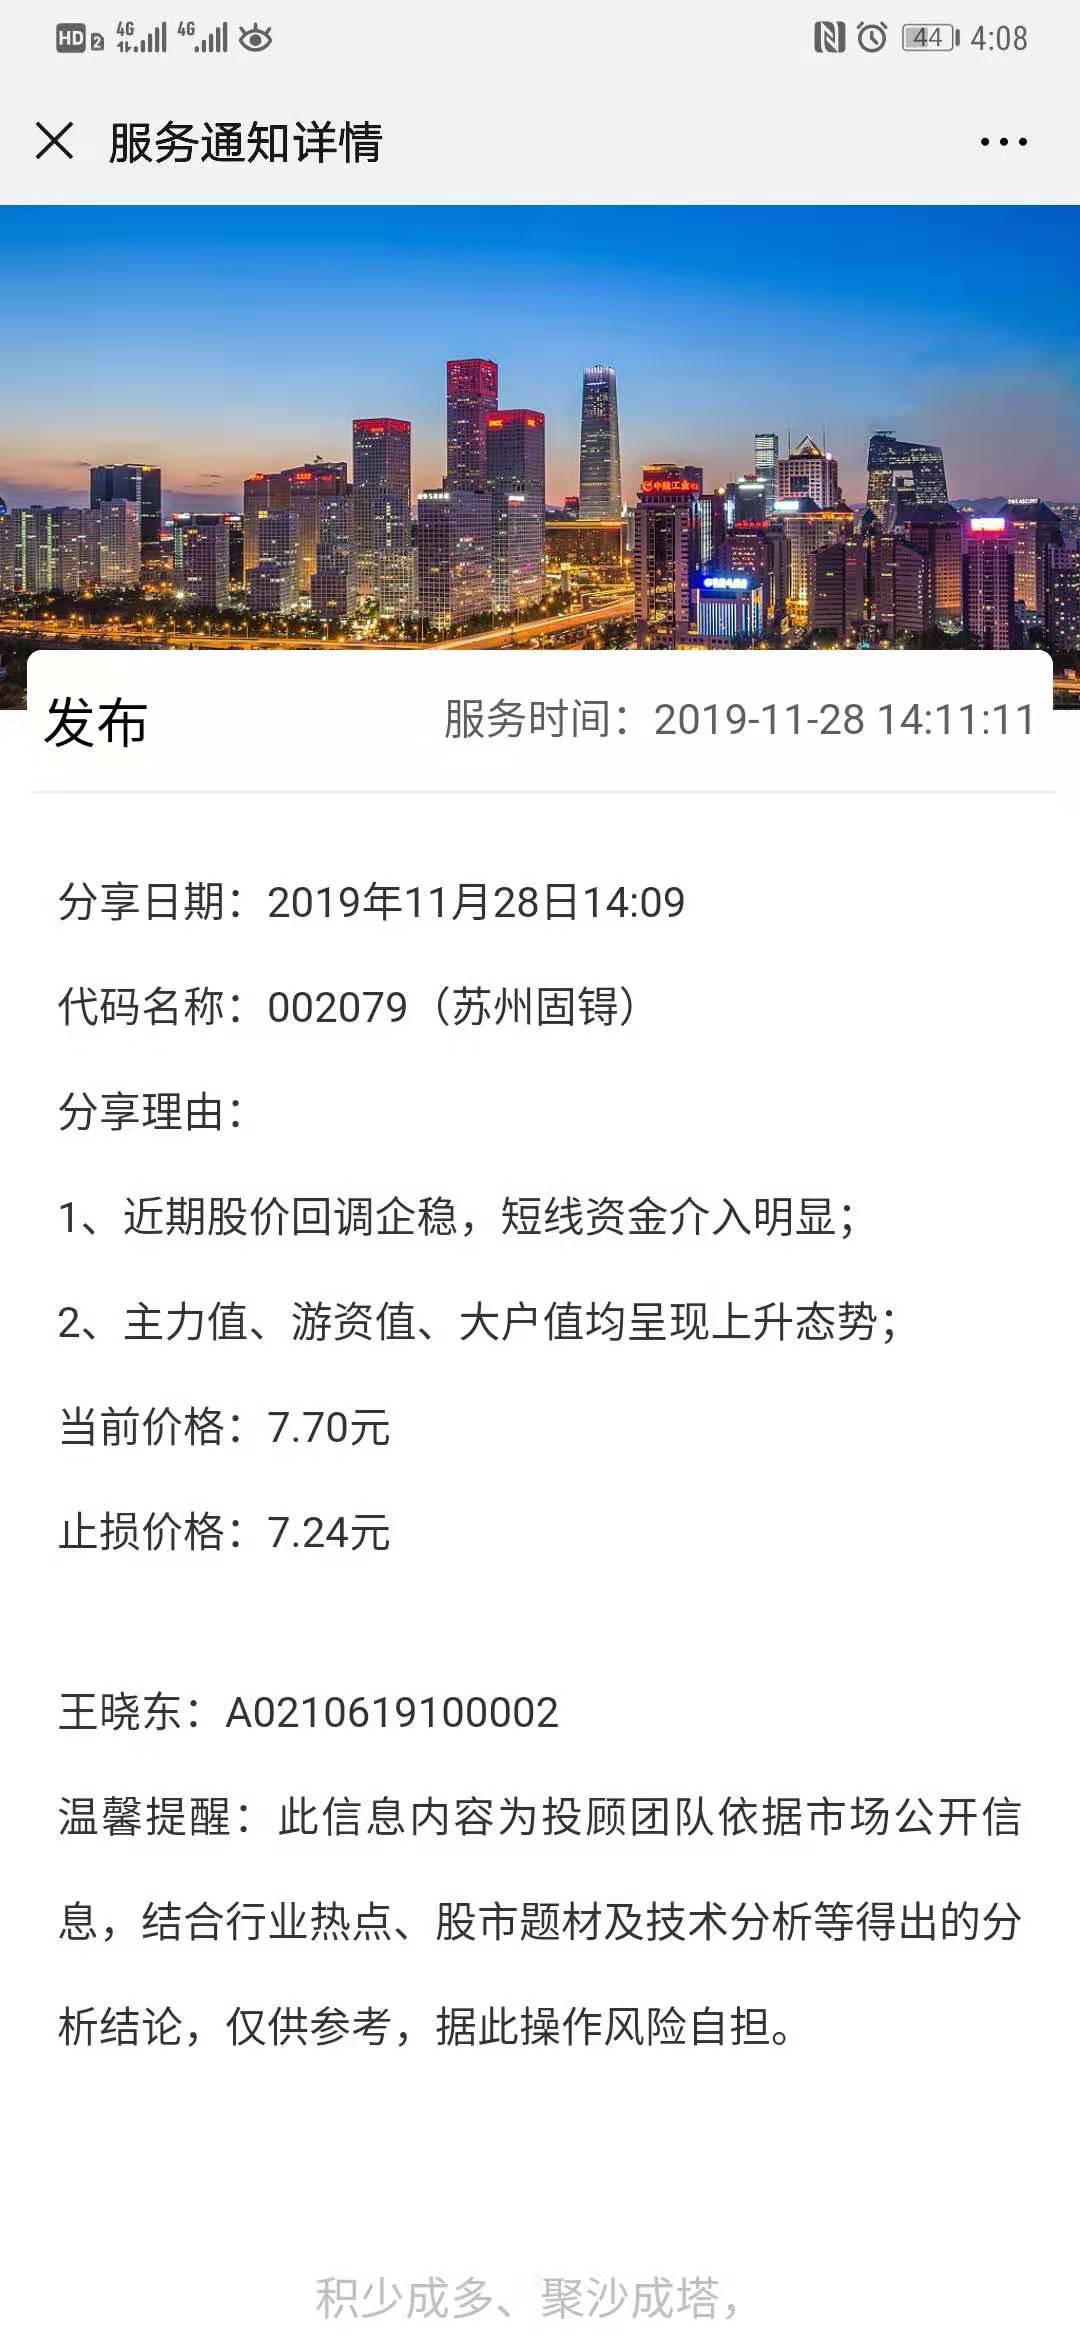 HD 2 4G 4G 44 4:08
服务通知详情
中融工业
发布
服务时间：2019-11-28 14:11:11
分享日期：2019年11月28日14:09
代码名称：002079（苏州固锝）
分享理由：
1、近期股价回调企稳，短线资金介入明显；
2、主力值、游资值、大户值均呈现上升态势；
当前价格：7.70元
止损价格：7.24元
王晓东：A0210619100002
温馨提醒：此信息内容为投顾团队依据市场公开信
息，结合行业热点、股市题材及技术分析等得出的分
析结论，仅供参考，据此操作风险自担。
积少成多、聚沙成塔，